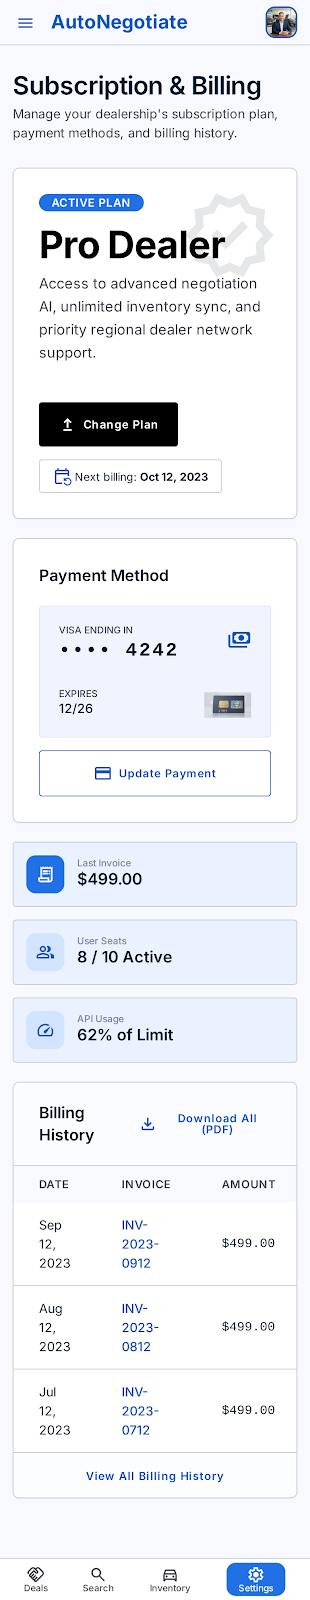 AutoNegotiate
Subscription & Billing
Manage your dealership's subscription plan,
payment methods, and billing history.
ACTIVE PLAN
Pro Dealer
Access to advanced negotiation
AI, unlimited inventory sync, and
priority regional dealer network
support.
Change Plan
Next billing: Oct 12, 2023
Payment Method
VISA ENDING IN
•••• 4242
EXPIRES
12/26
Update Payment
Last Invoice
$499.00
User Seats
8 / 10 Active
API Usage
62% of Limit
Billing
History
Download All
(PDF)
DATE INVOICE AMOUNT
Sep
12,
2023
INV-
2023-
0912
$499.00
Aug
12,
2023
INV-
2023-
0812
$499.00
Jul
12,
2023
INV-
2023-
0712
$499.00
View All Billing History
Deals
Search
Inventory
Settings